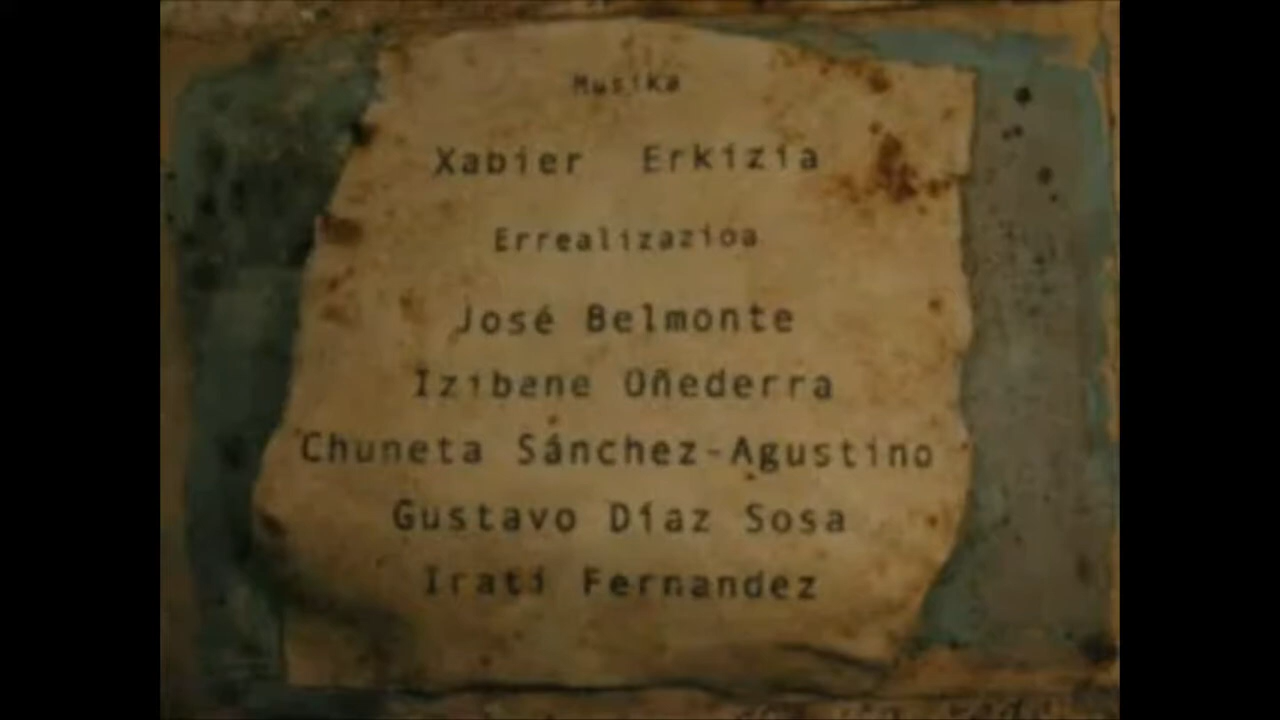 Musika
Xabier Erkizia
Errealizazioa
José Belmonte
Izibene Oñederra
Chuneta Sánchez-Agustino
Gustavo Díaz Sosa
Irati Fernandez